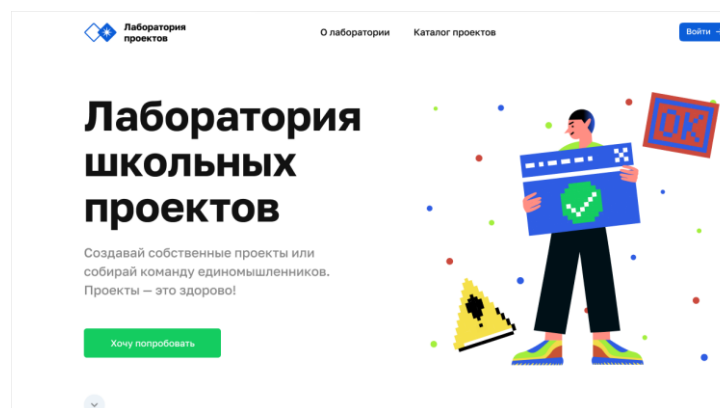 Лаборатория
проектов
О лаборатории
Каталог проектов
Войти →
Лаборатория
школьных
проектов
Создавай собственные проекты или
собирай команду единомышленников.
Проекты — это здорово!
Хочу попробовать
OK